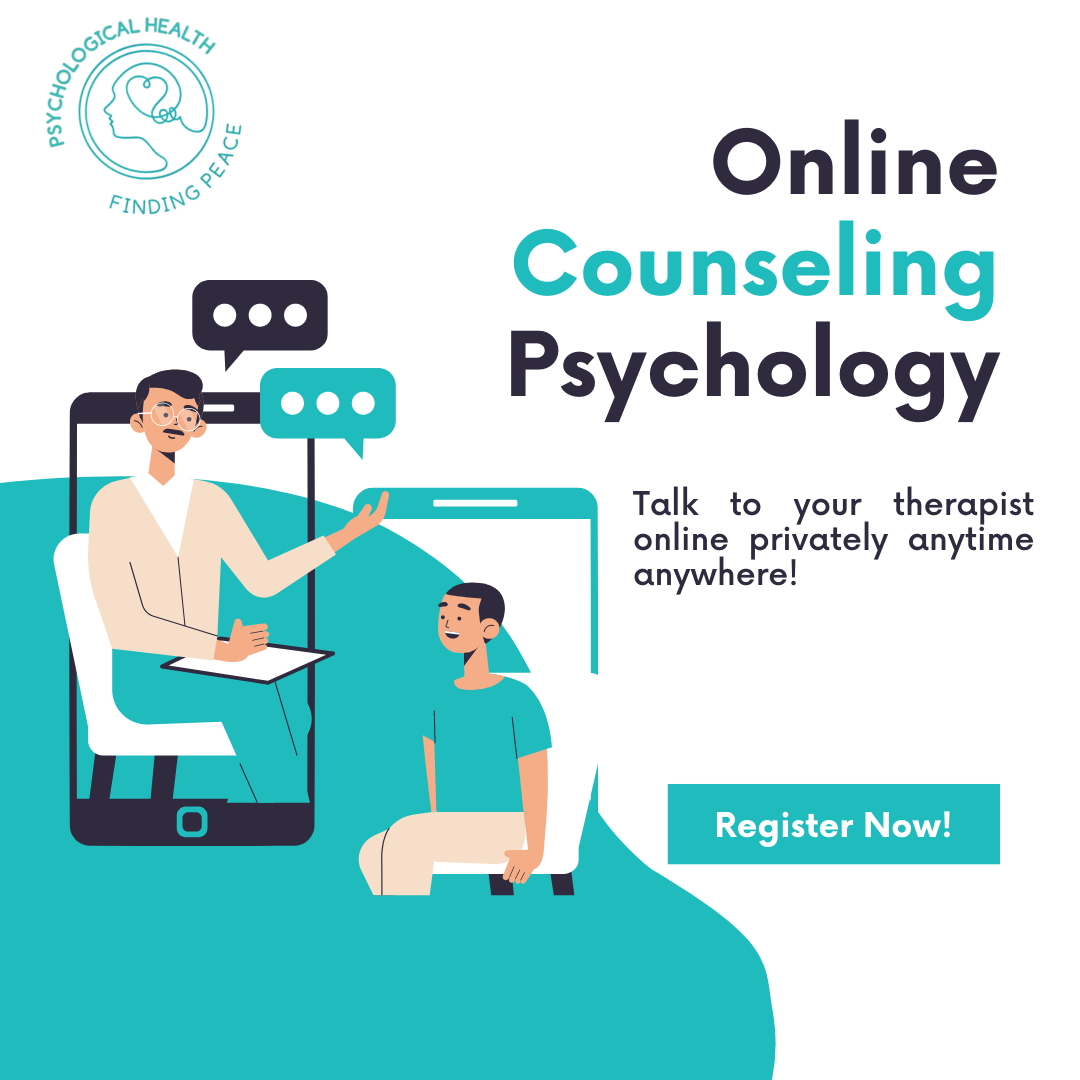 PSYCHOLOGICAL HEALTH
FINDING PEACE
Online
Counseling
Psychology
Talk to your therapist
online privately anytime
anywhere!
Register Now!